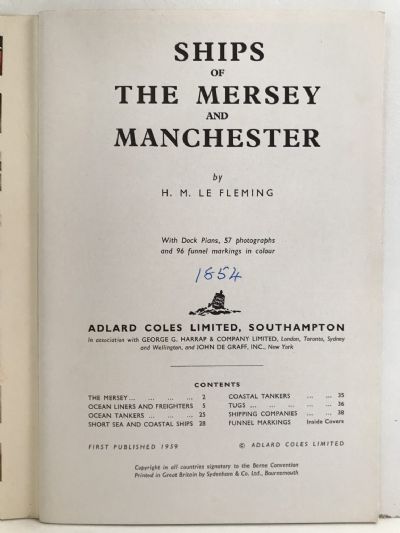 SHIPS
OF
THE MERSEY
AND
MANCHESTER
by
H. M. LE FLEMING
With Dock Plans, 57 photographs
and 96 funnel markings in colour
1654
ADLARD COLES LIMITED, SOUTHAMPTON
In association with GEORGE G. HARRAP & COMPANY LIMITED, London, Toronto, Sydney
and Wellington, and JOHN DE GRAFF, INC., New York
CONTENTS
THE MERSEY ... ... ... ... 2
OCEAN LINERS AND FREIGHTERS 5
OCEAN TANKERS ... ... ... 25
SHORT SEA AND COASTAL SHIPS 28
COASTAL TANKERS ... ... 35
TUGS ... ... ... ... 36
SHIPPING COMPANIES ... ... 38
FUNNEL MARKINGS Inside Covers
FIRST PUBLISHED 1959 © ADLARD COLES LIMITED
Copyright in all countries signatory to the Berne Convention
Printed in Great Britain by Sydenham & Co. Ltd., Bournemouth